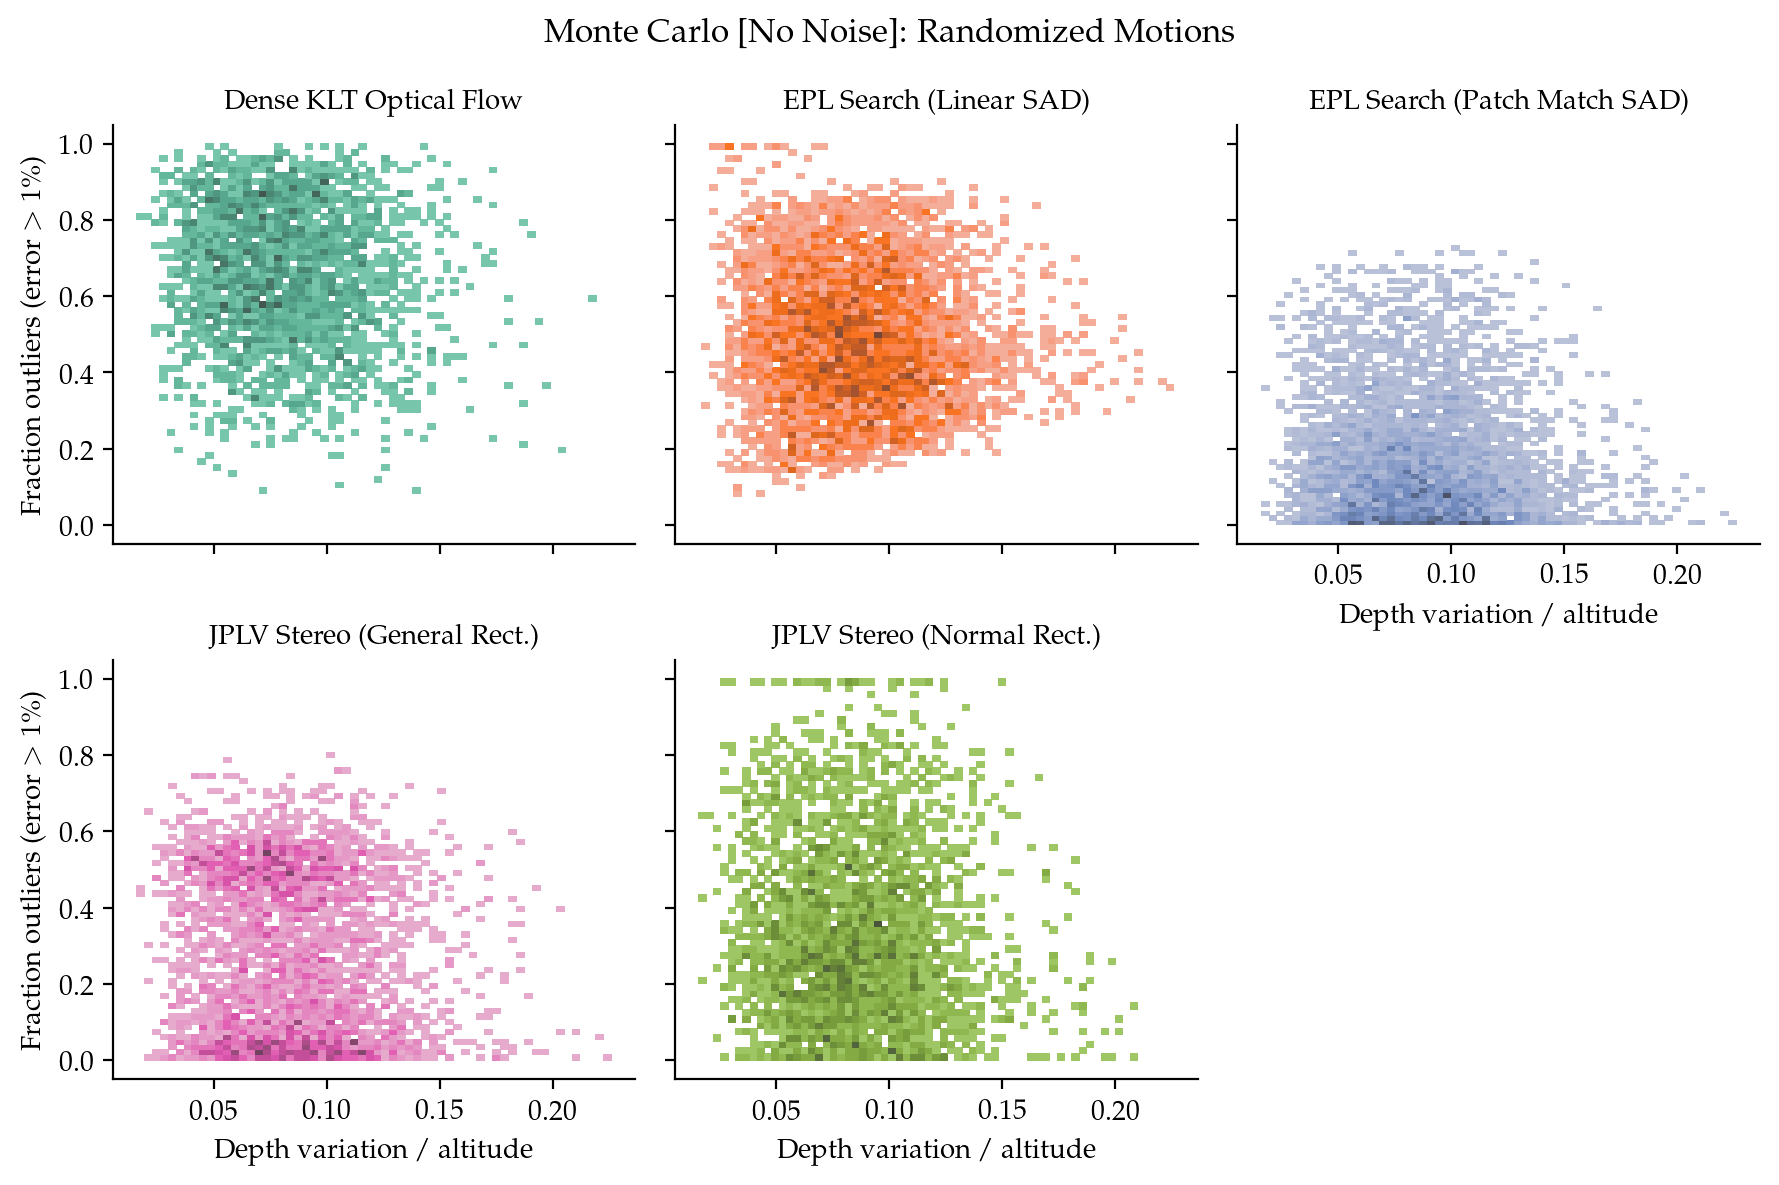 Monte Carlo [No Noise]: Randomized Motions
Dense KLT Optical Flow
EPL Search (Linear SAD)
EPL Search (Patch Match SAD)
Fraction outliers (error > 1%)
1.0
0.8
0.6
0.4
0.2
0.0
0.05 0.10 0.15 0.20
Depth variation / altitude
JPLV Stereo (General Rect.)
JPLV Stereo (Normal Rect.)
Fraction outliers (error > 1%)
1.0
0.8
0.6
0.4
0.2
0.0
0.05 0.10 0.15 0.20
Depth variation / altitude
0.05 0.10 0.15 0.20
Depth variation / altitude